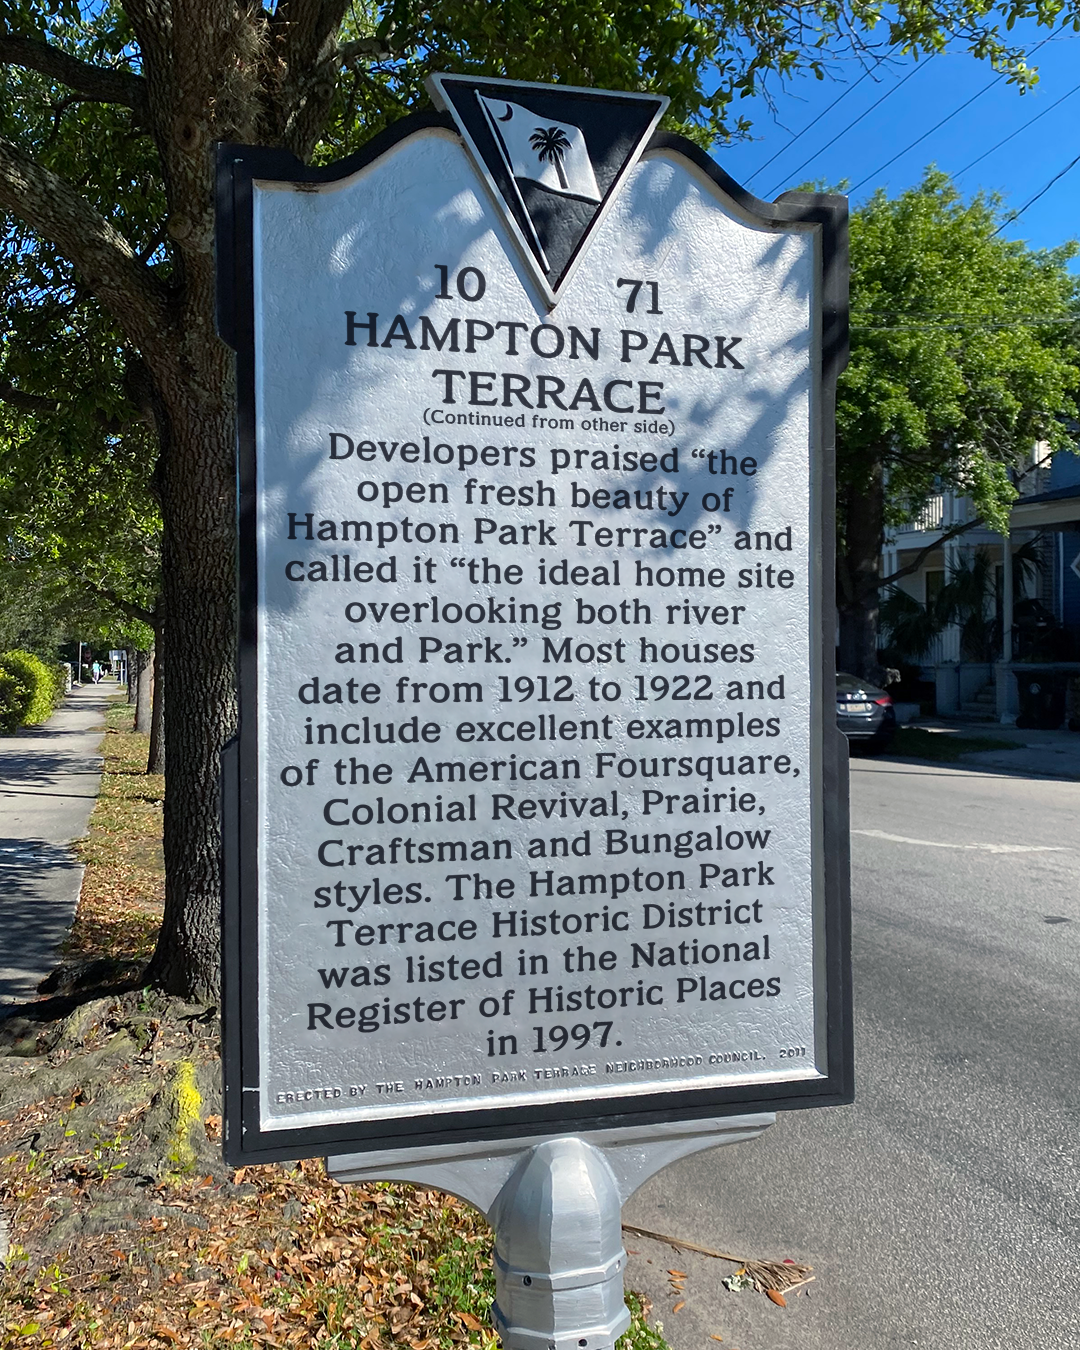 10 71
HAMPTON PARK
TERRACE
(Continued from other side)
Developers praised “the
open fresh beauty of
Hampton Park Terrace” and
called it “the ideal home site
overlooking both river
and Park.” Most houses
date from 1912 to 1922 and
include excellent examples
of the American Foursquare,
Colonial Revival, Prairie,
Craftsman and Bungalow
styles. The Hampton Park
Terrace Historic District
was listed in the National
Register of Historic Places
in 1997.
ERECTED BY THE HAMPTON PARK TERRACE NEIGHBORHOOD COUNCIL, 2011